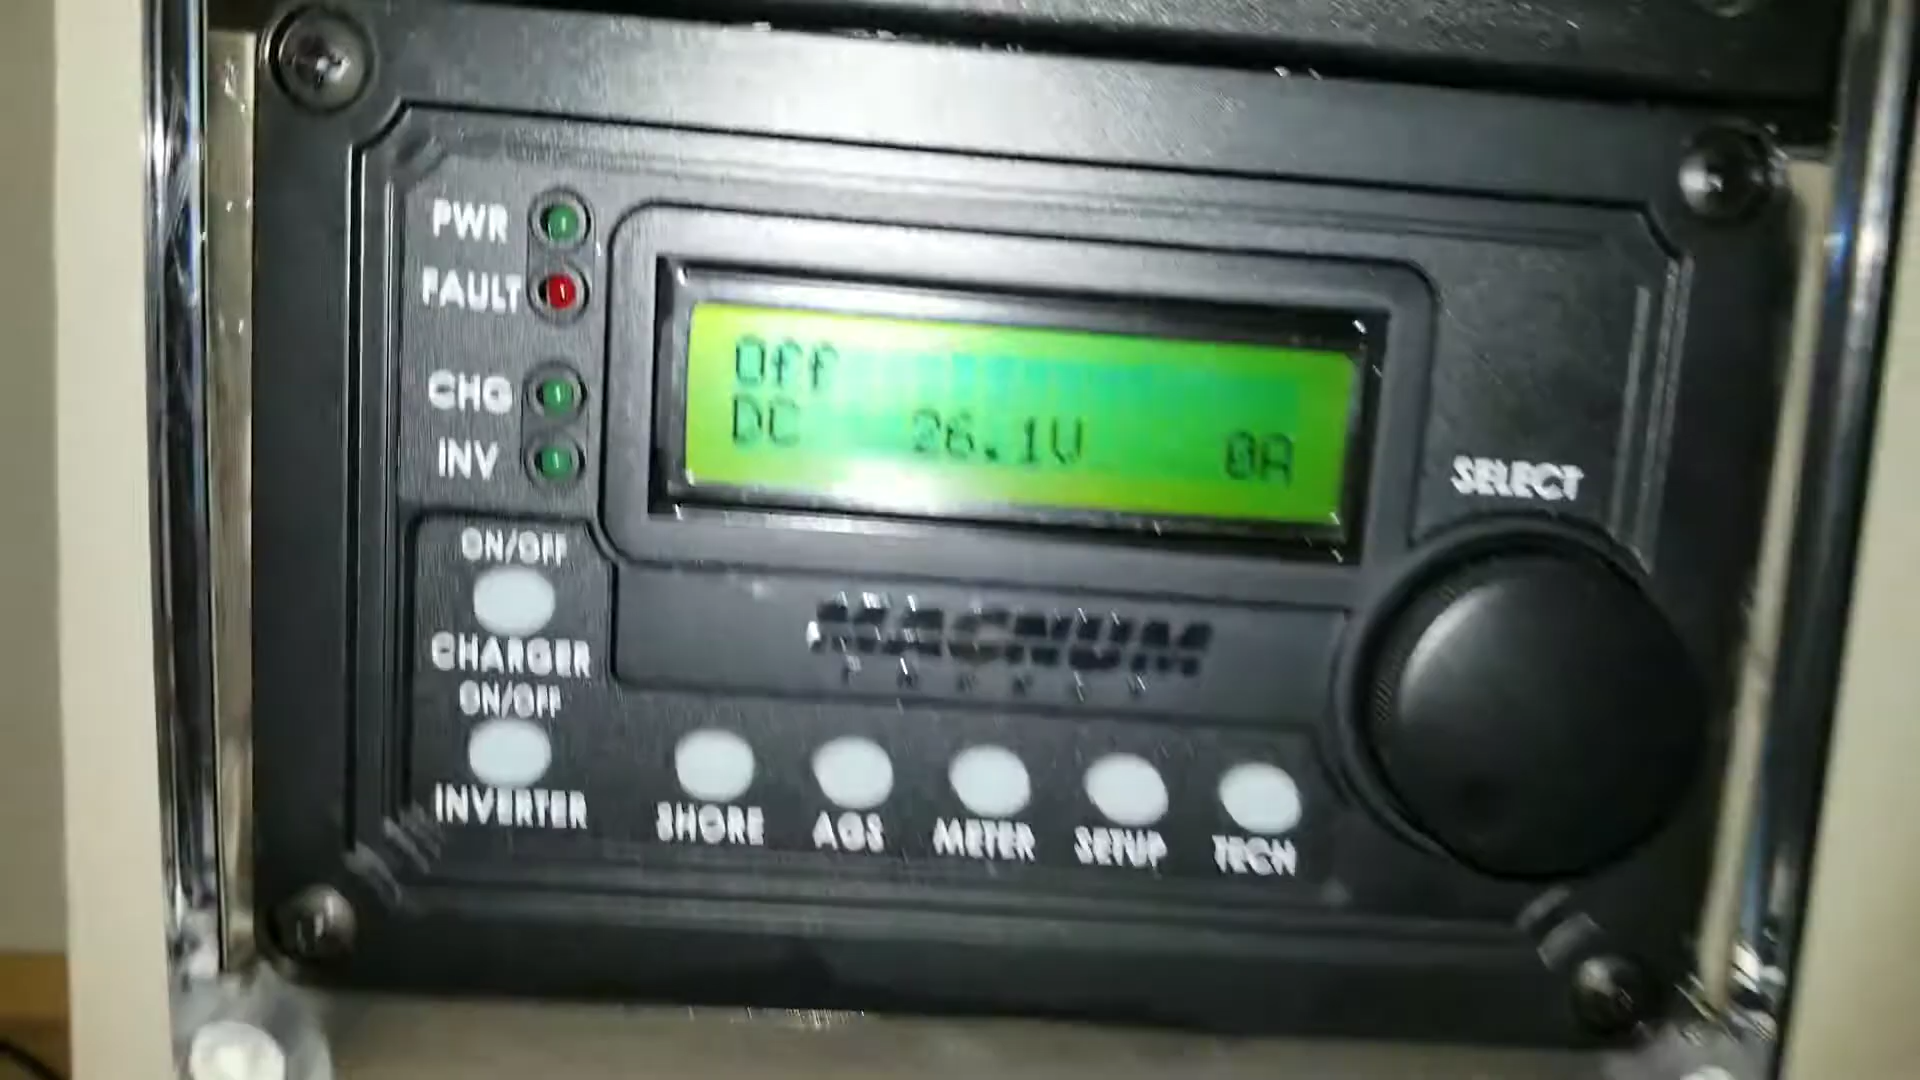 PWR
FAULT
CHG
INV
Off
DC 26.1V 0A
SELECT
ON/OFF
CHARGER
ON/OFF
INVERTER
MAGNUM
SHORE
AGS
METER
SETUP
TECH